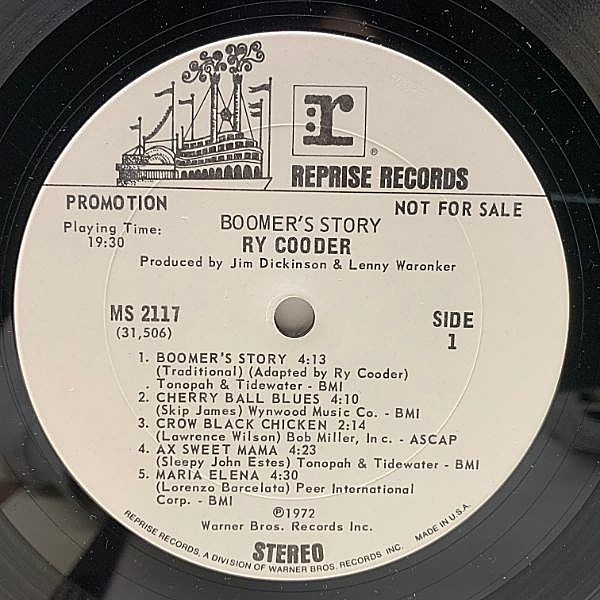 r
®
REPRISE RECORDS
PROMOTION
NOT FOR SALE
Playing Time:
19:30
BOOMER'S STORY
RY COODER
Produced by Jim Dickinson & Lenny Waronker
MS 2117
(31,506)
SIDE
1
1. BOOMER'S STORY 4:13
(Traditional) (Adapted by Ry Cooder)
Tonopah & Tidewater - BMI
2. CHERRY BALL BLUES 4:10
(Skip James) Wynwood Music Co. - BMI
3. CROW BLACK CHICKEN 2:14
(Lawrence Wilson) Bob Miller, Inc. - ASCAP
4. AX SWEET MAMA 4:23
(Sleepy John Estes) Tonopah & Tidewater - BMI
5. MARIA ELENA 4:30
(Lorenzo Barcelata) Peer International
Corp. - BMI
℗1972
Warner Bros. Records Inc.
STEREO
REPRISE RECORDS, A DIVISION OF WARNER BROS. RECORDS INC. MADE IN U.S.A.